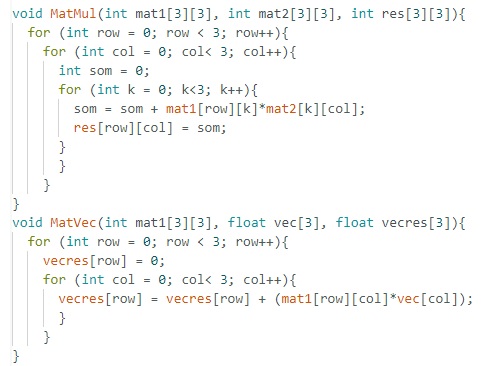 void MatMul(int mat1[3][3], int mat2[3][3], int res[3][3]){
  for (int row = 0; row < 3; row++){
    for (int col = 0; col< 3; col++){
      int som = 0;
      for (int k = 0; k<3; k++){
        som = som + mat1[row][k]*mat2[k][col];
        res[row][col] = som;
      }
      }
    }
}
void MatVec(int mat1[3][3], float vec[3], float vecres[3]){
  for (int row = 0; row < 3; row++){
    vecres[row] = 0;
    for (int col = 0; col< 3; col++){
      vecres[row] = vecres[row] + (mat1[row][col]*vec[col]);
      }
    }
}